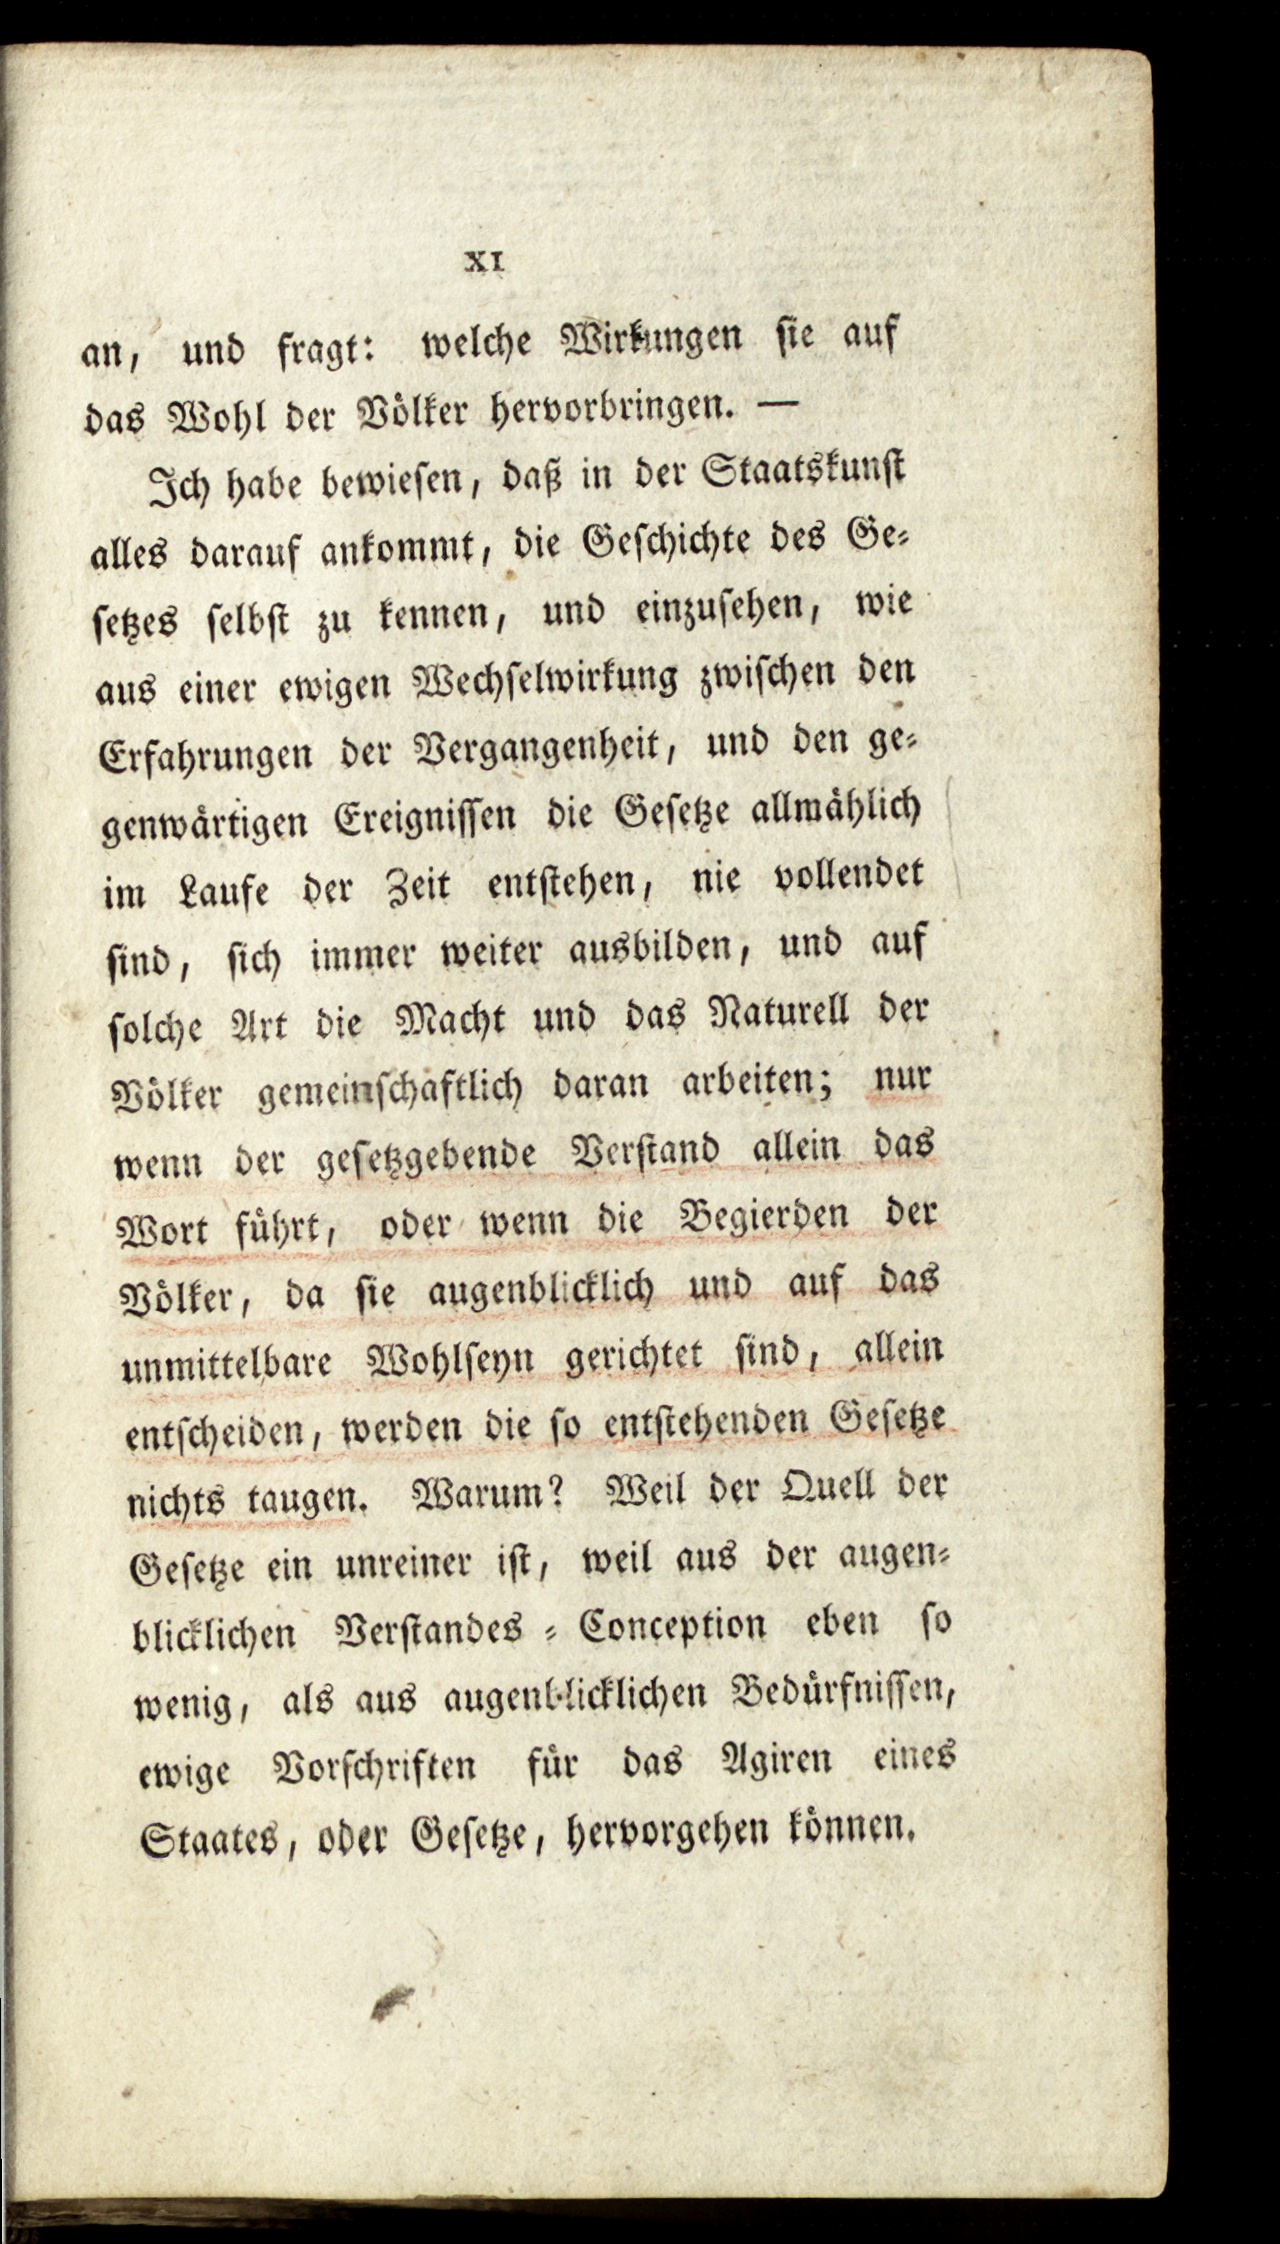 XI
an, und fragt: welche Wirkungen sie auf
das Wohl der Völker hervorbringen. —
Ich habe bewiesen, daß in der Staatskunst
alles darauf ankommt, die Geschichte des Ge-
setzes selbst zu kennen, und einzusehen, wie
aus einer ewigen Wechselwirkung zwischen den
Erfahrungen der Vergangenheit, und den ge-
genwärtigen Ereignissen die Gesetze allmählich
im Laufe der Zeit entstehen, nie vollendet
sind, sich immer weiter ausbilden, und auf
solche Art die Macht und das Naturell der
Völker gemeinschaftlich daran arbeiten; nur
wenn der gesetzgebende Verstand allein das
Wort führt, oder wenn die Begierden der
Völker, da sie augenblicklich und auf das
unmittelbare Wohlseyn gerichtet sind, allein
entscheiden, werden die so entstehenden Gesetze
nichts taugen. Warum? Weil der Quell der
Gesetze ein unreiner ist, weil aus der augen-
blicklichen Verstandes-Conception eben so
wenig, als aus augenblicklichen Bedürfnissen,
ewige Vorschriften für das Agiren eines
Staates, oder Gesetze, hervorgehen können.